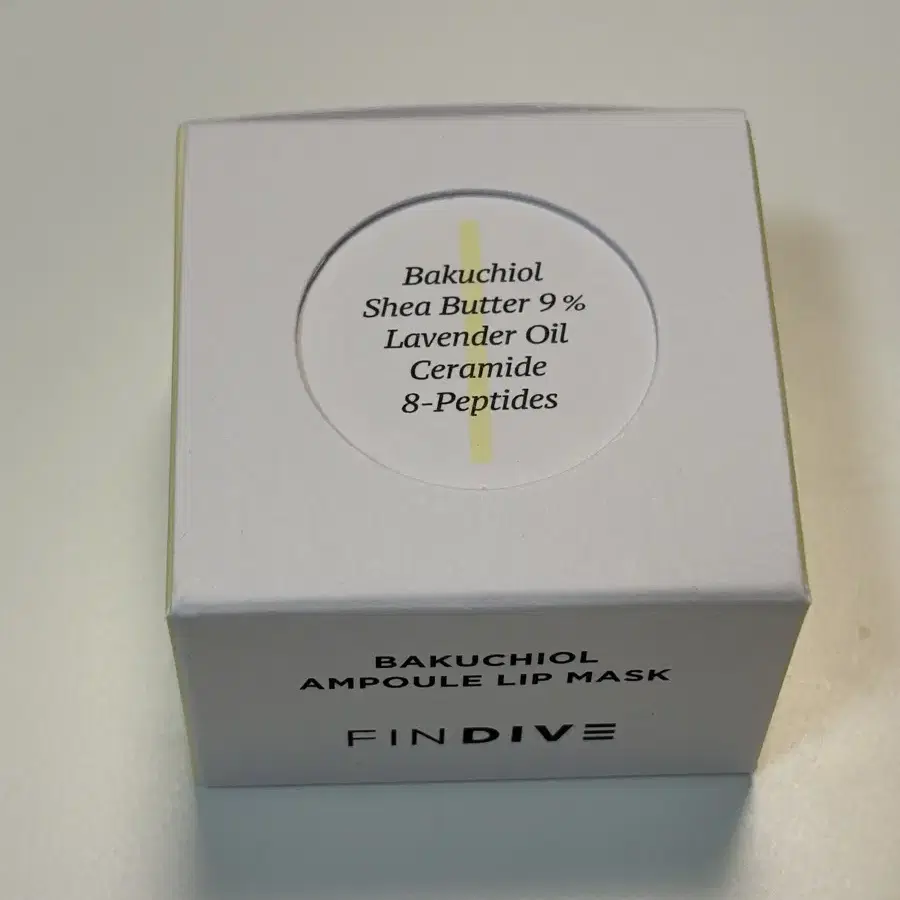 Bakuchiol
Shea Butter 9%
Lavender Oil
Ceramide
8-Peptides
BAKUCHIOL
AMPOULE LIP MASK
FINDIVE